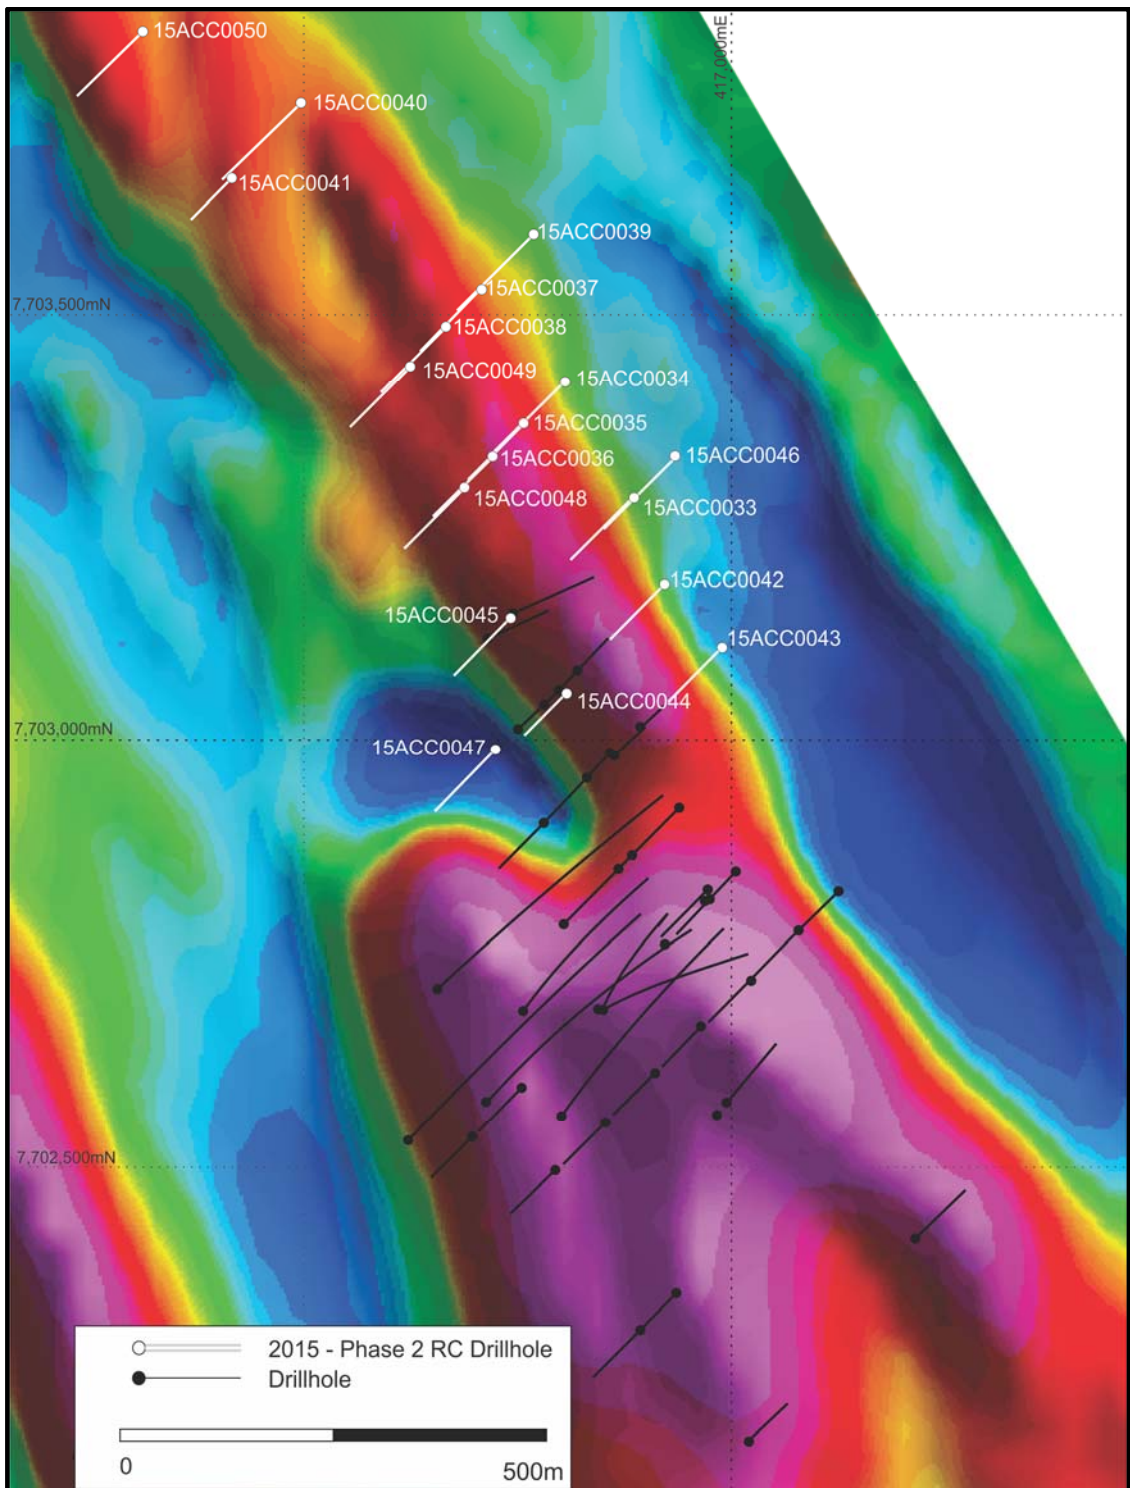 15ACC0050
417,000mE
15ACC0040
15ACC0041
15ACC0039
15ACC0037
7,703,500mN
15ACC0038
15ACC0049
15ACC0034
15ACC0035
15ACC0036
15ACC0046
15ACC0048
15ACC0033
15ACC0042
15ACC0045
15ACC0043
15ACC0044
7,703,000mN
15ACC0047
7,702,500mN
2015 - Phase 2 RC Drillhole
Drillhole
0
500m